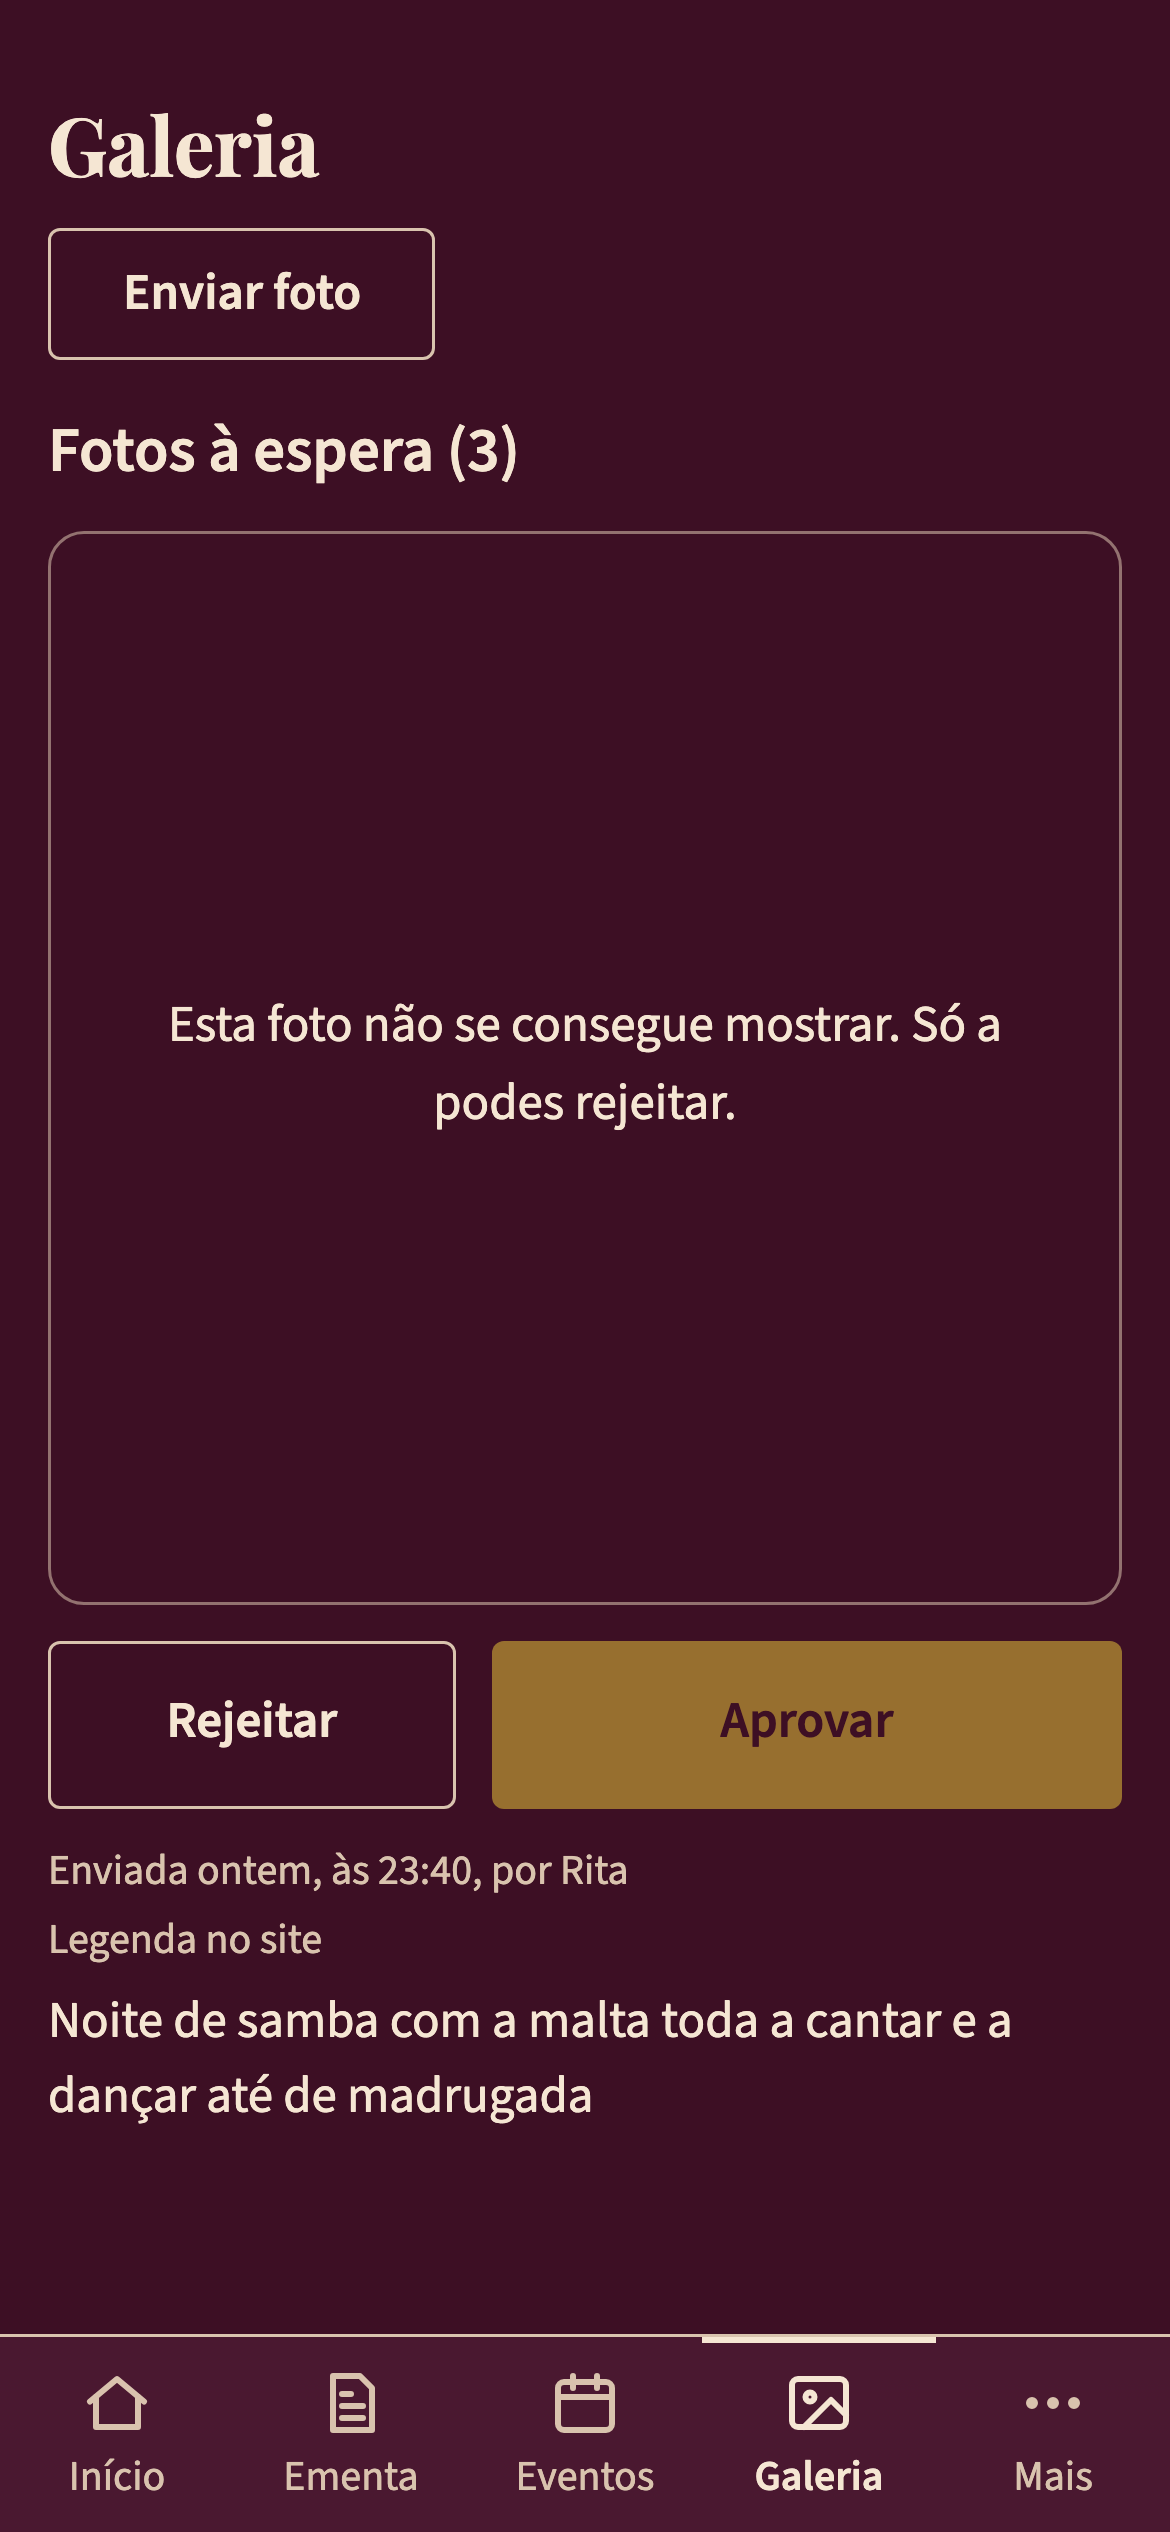 Galeria
Enviar foto
Fotos à espera (3)
Esta foto não se consegue mostrar. Só a
podes rejeitar.
Rejeitar
Aprovar
Enviada ontem, às 23:40, por Rita
Legenda no site
Noite de samba com a malta toda a cantar e a
dançar até de madrugada
Início
Ementa
Eventos
Galeria
Mais